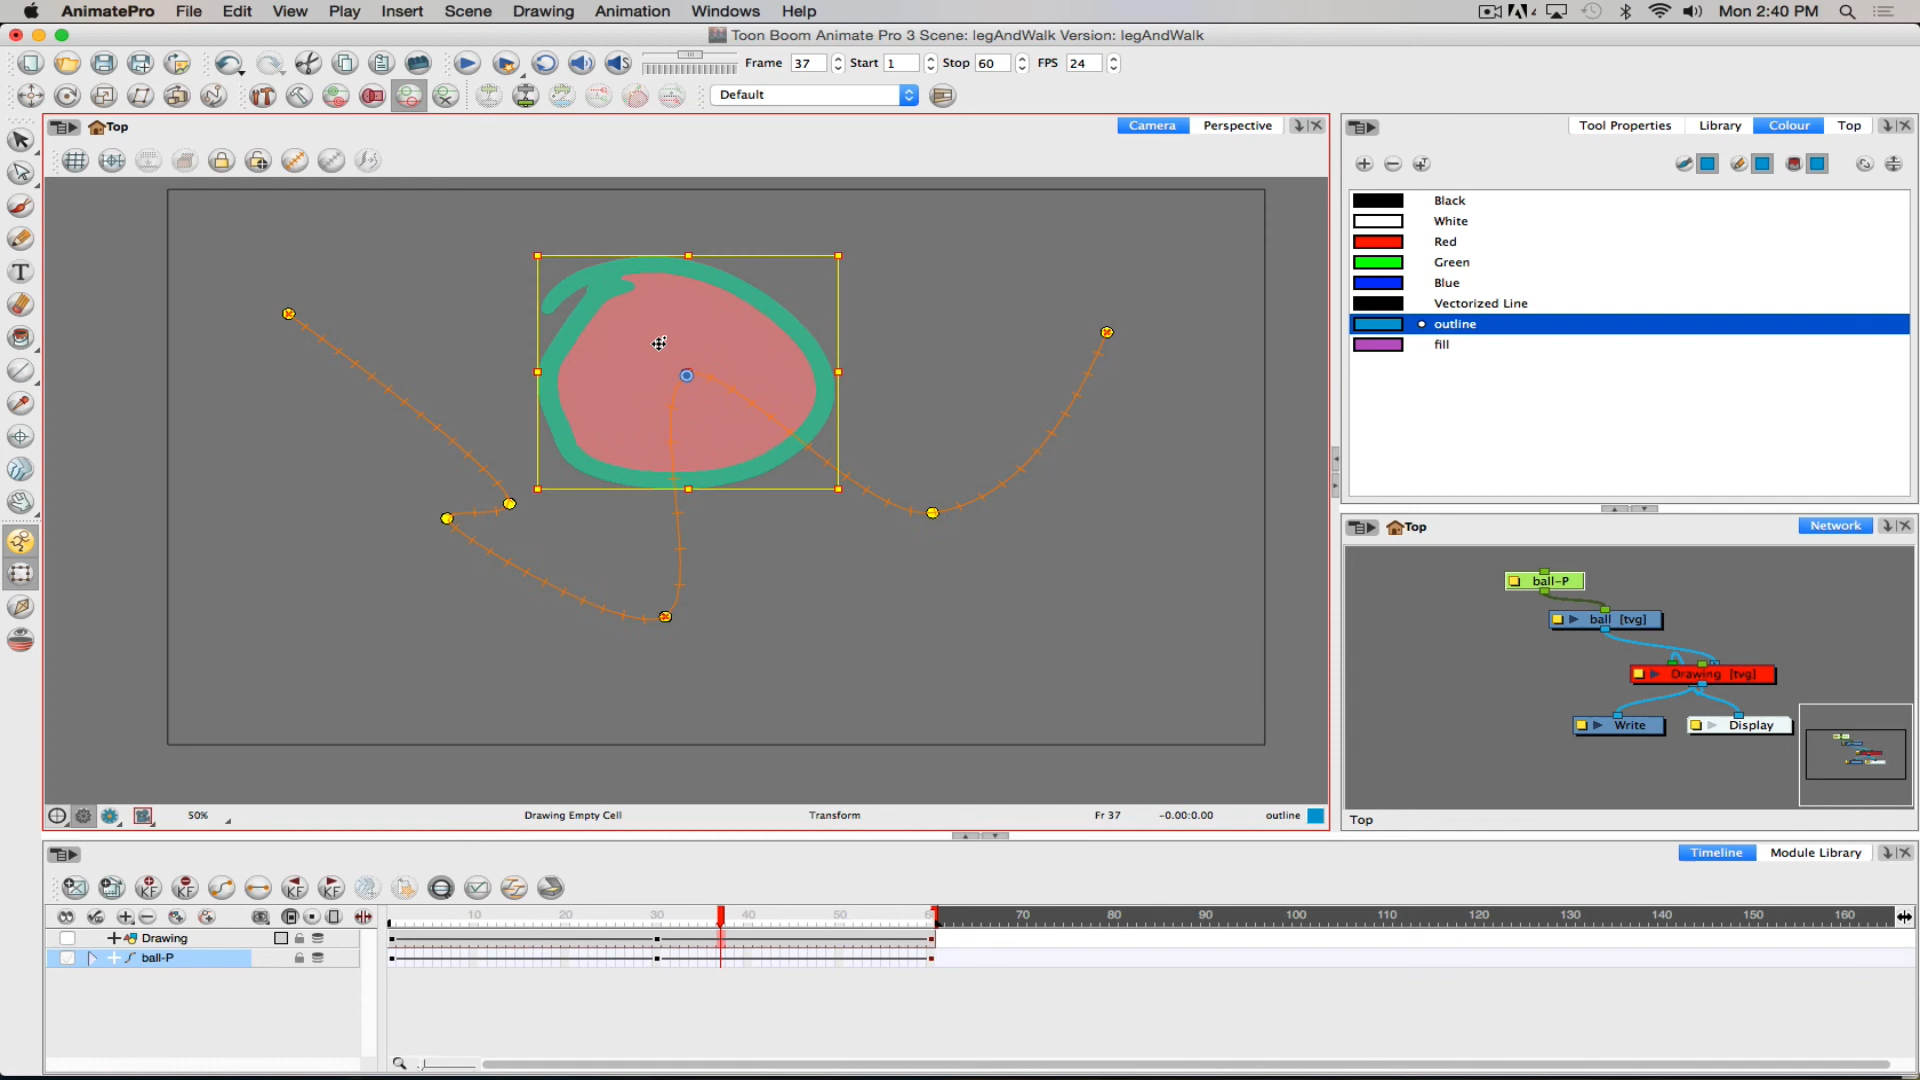 AnimatePro File Edit View Play Insert Scene Drawing Animation Windows Help Mon 2:40 PM
Toon Boom Animate Pro 3 Scene: legAndWalk Version: legAndWalk
Frame 37 Start 1 Stop 60 FPS 24
Default
Top Camera Perspective Tool Properties Library Colour Top
Black
White
Red
Green
Blue
Vectorized Line
outline
fill
Top Network
ball-P
ball [tvg]
Drawing [tvg]
Write Display
50% Drawing Empty Cell Transform Fr 37 -0.00:0.00 outline
Top
Timeline Module Library
KF KF KF KF
10 20 30 40 50 70 80 90 100 110 120 130 140 150 160
Drawing
ball-P